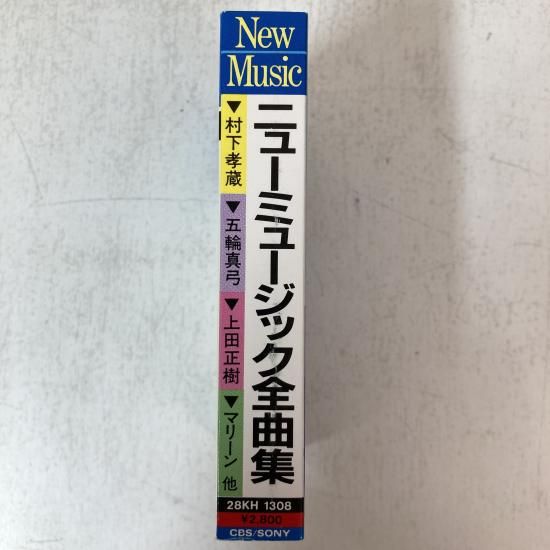 New
Music
ニューミュージック全曲集
▼村下孝蔵
▼五輪真弓
▼上田正樹
▼マリーン 他
28KH 1308
¥2,800
CBS/SONY